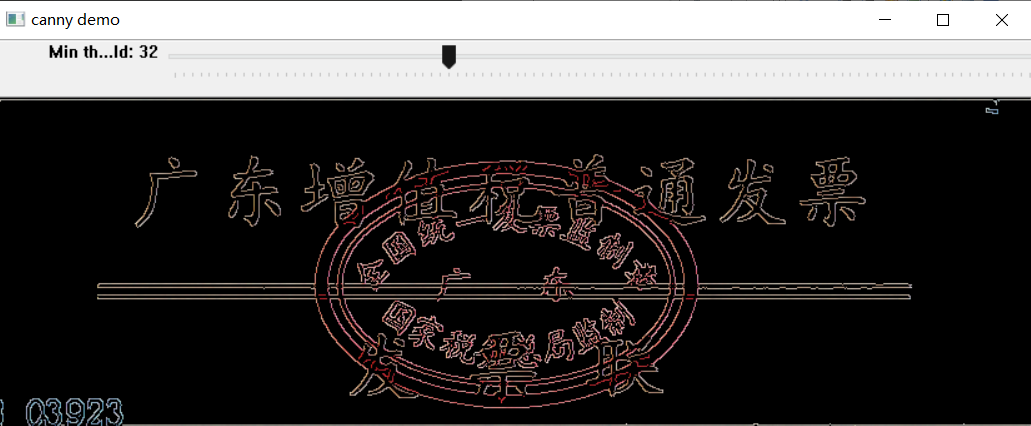 canny demo
Min th...ld: 32
广东增值税普通发票
全国统一发票监制章
广东
国家税务总局监制
发票联
03923